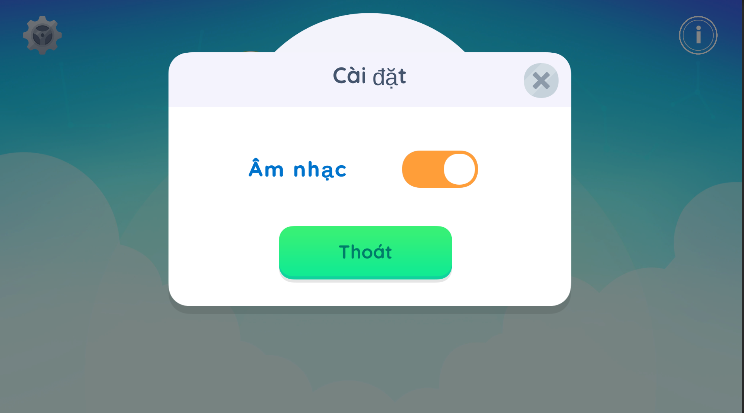 Cài đặt
Âm nhạc
Thoát